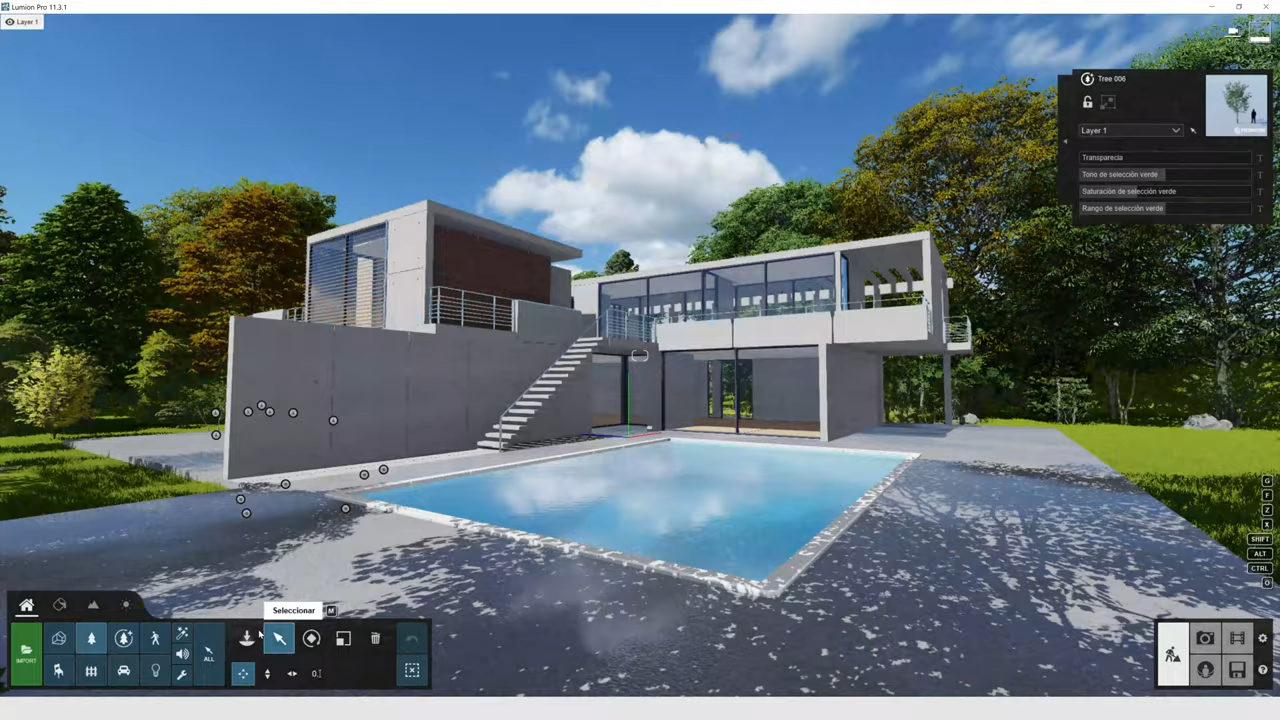 Lumion Pro 11.3.1
Layer 1
Tree 006
Layer 1
Transparecia
Tono de selección verde
Saturación de selección verde
Rango de selección verde
G
F
Z
X
SHIFT
ALT
CTRL
O
Seleccionar M
IMPORT
ALL